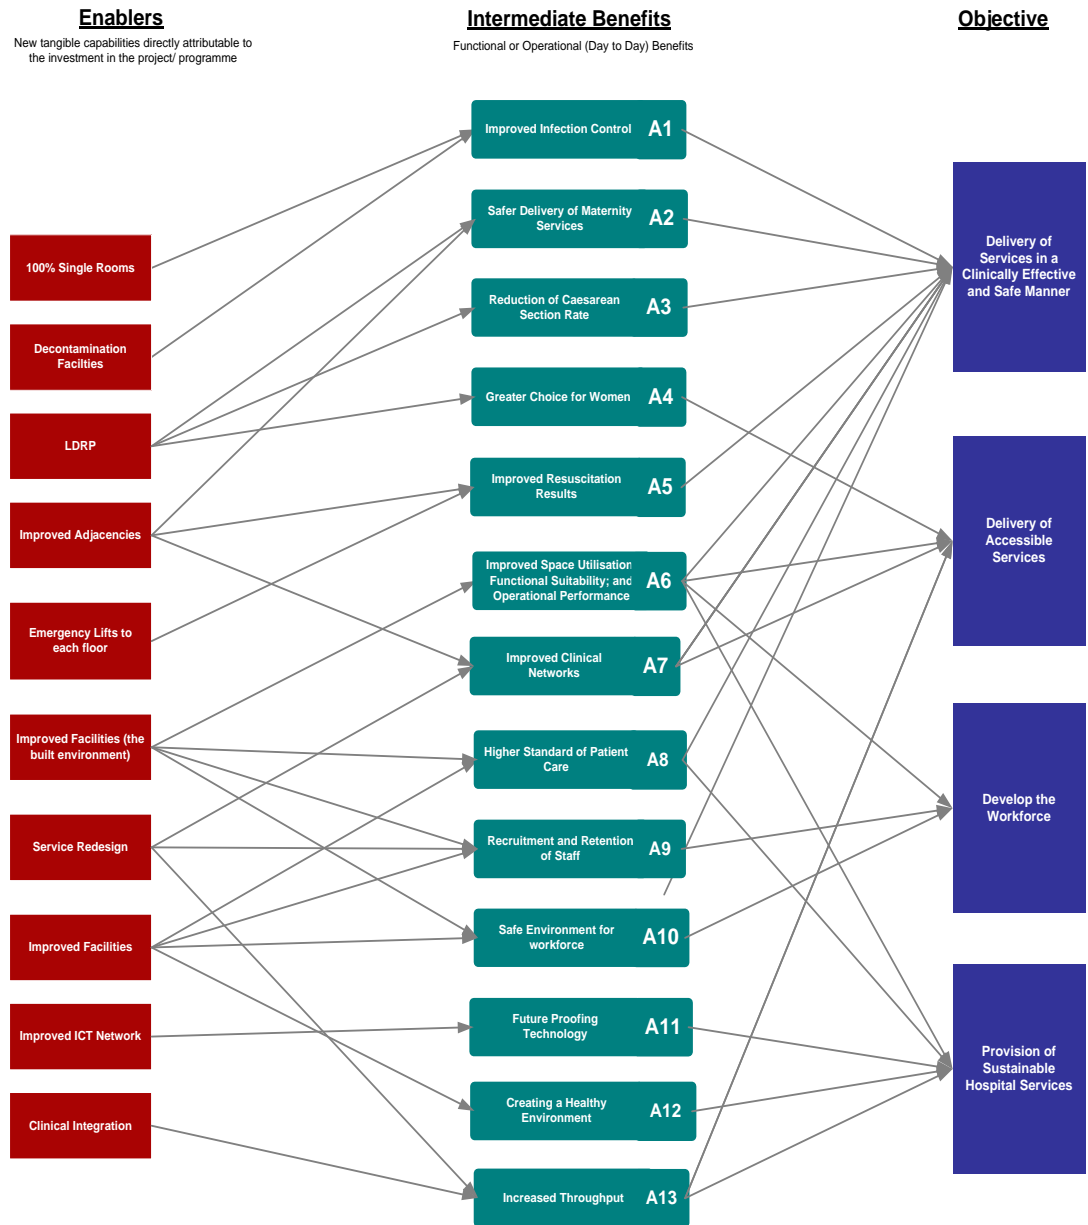 Enablers
New tangible capabilities directly attributable to
the investment in the project/ programme
Intermediate Benefits
Functional or Operational (Day to Day) Benefits
Objective
100% Single Rooms
Decontamination
Facilties
LDRP
Improved Adjacencies
Emergency Lifts to
each floor
Improved Facilities (the
built environment)
Service Redesign
Improved Facilities
Improved ICT Network
Clinical Integration
Improved Infection Control
A1
Safer Delivery of Maternity
Services
A2
Reduction of Caesarean
Section Rate
A3
Greater Choice for Women
A4
Improved Resuscitation
Results
A5
Improved Space Utilisation
Functional Suitability; and
Operational Performance
A6
Improved Clinical
Networks
A7
Higher Standard of Patient
Care
A8
Recruitment and Retention
of Staff
A9
Safe Environment for
workforce
A10
Future Proofing
Technology
A11
Creating a Healthy
Environment
A12
Increased Throughput
A13
Delivery of
Services in a
Clinically Effective
and Safe Manner
Delivery of
Accessible
Services
Develop the
Workforce
Provision of
Sustainable
Hospital Services